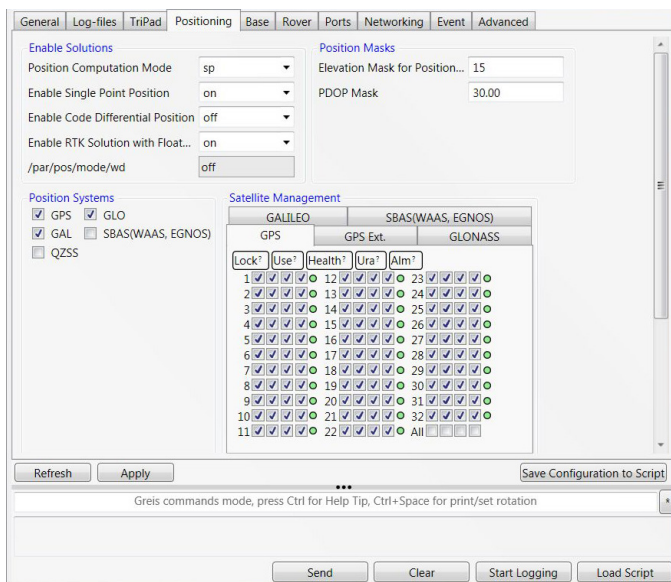 General Log-files TriPad Positioning Base Rover Ports Networking Event Advanced
Enable Solutions
Position Computation Mode sp
Enable Single Point Position on
Enable Code Differential Position off
Enable RTK Solution with Float... on
/par/pos/mode/wd off
Position Masks
Elevation Mask for Position... 15
PDOP Mask 30.00
Position Systems
GPS GLO
GAL SBAS(WAAS, EGNOS)
QZSS
Satellite Management
GALILEO SBAS(WAAS, EGNOS)
GPS GPS Ext. GLONASS
Lock? Use? Health? Ura? Alm?
1 12 23
2 13 24
3 14 25
4 15 26
5 16 27
6 17 28
7 18 29
8 19 30
9 20 31
10 21 32
11 22 All
Refresh Apply Save Configuration to Script
Greis commands mode, press Ctrl for Help Tip, Ctrl+Space for print/set rotation *
Send Clear Start Logging Load Script